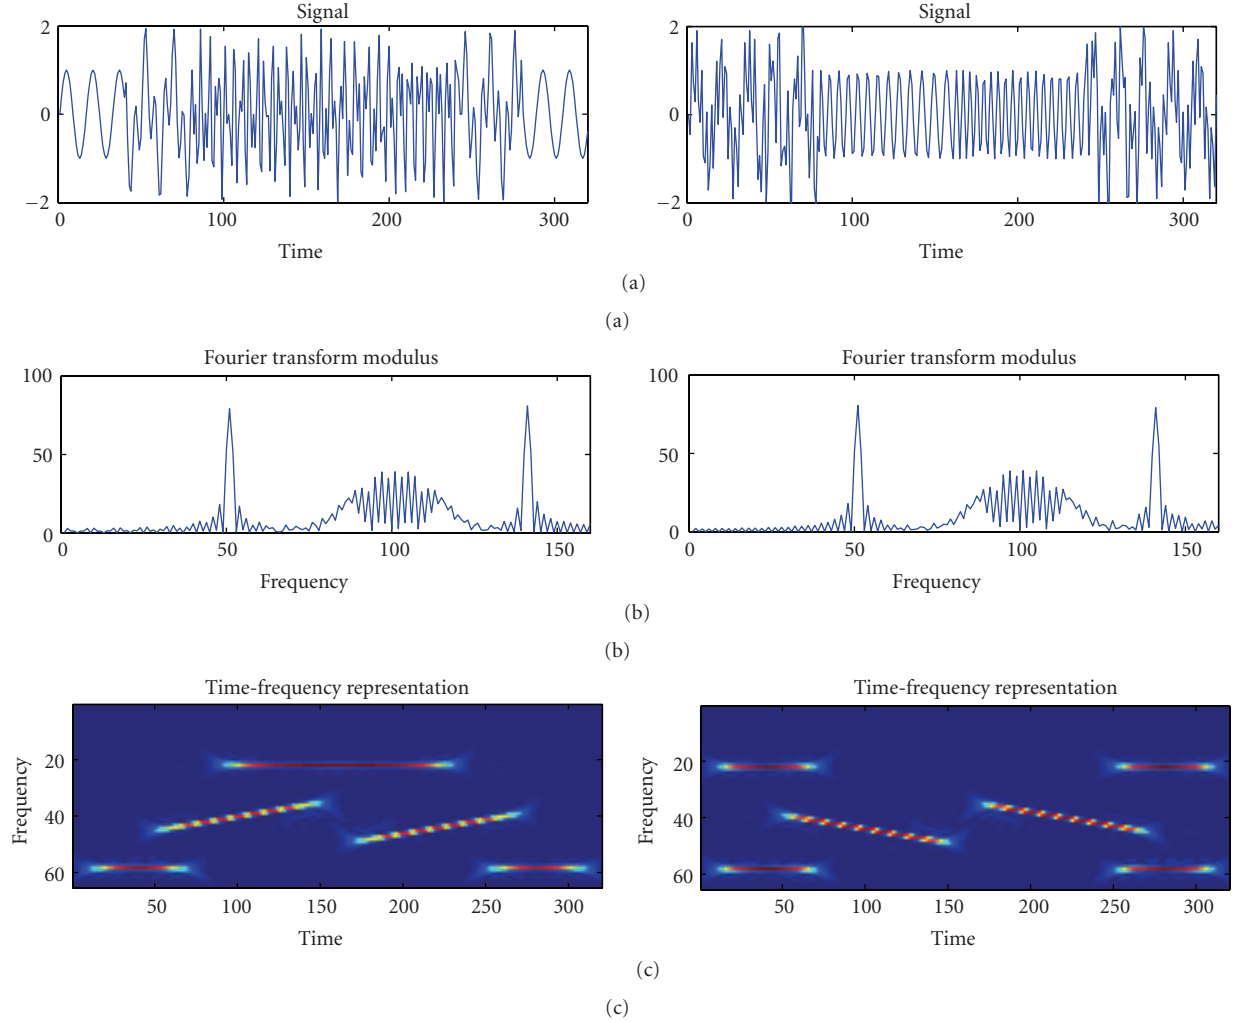 Signal
Signal
2
0
−2
0
100
200
300
Time
2
0
−2
0
100
200
300
Time
(a)
(a)
Fourier transform modulus
Fourier transform modulus
100
50
0
0
50
100
150
Frequency
100
50
0
0
50
100
150
Frequency
(b)
(b)
Time-frequency representation
Time-frequency representation
Frequency
20
40
60
50
100
150
200
250
300
Time
Frequency
20
40
60
50
100
150
200
250
300
Time
(c)
(c)